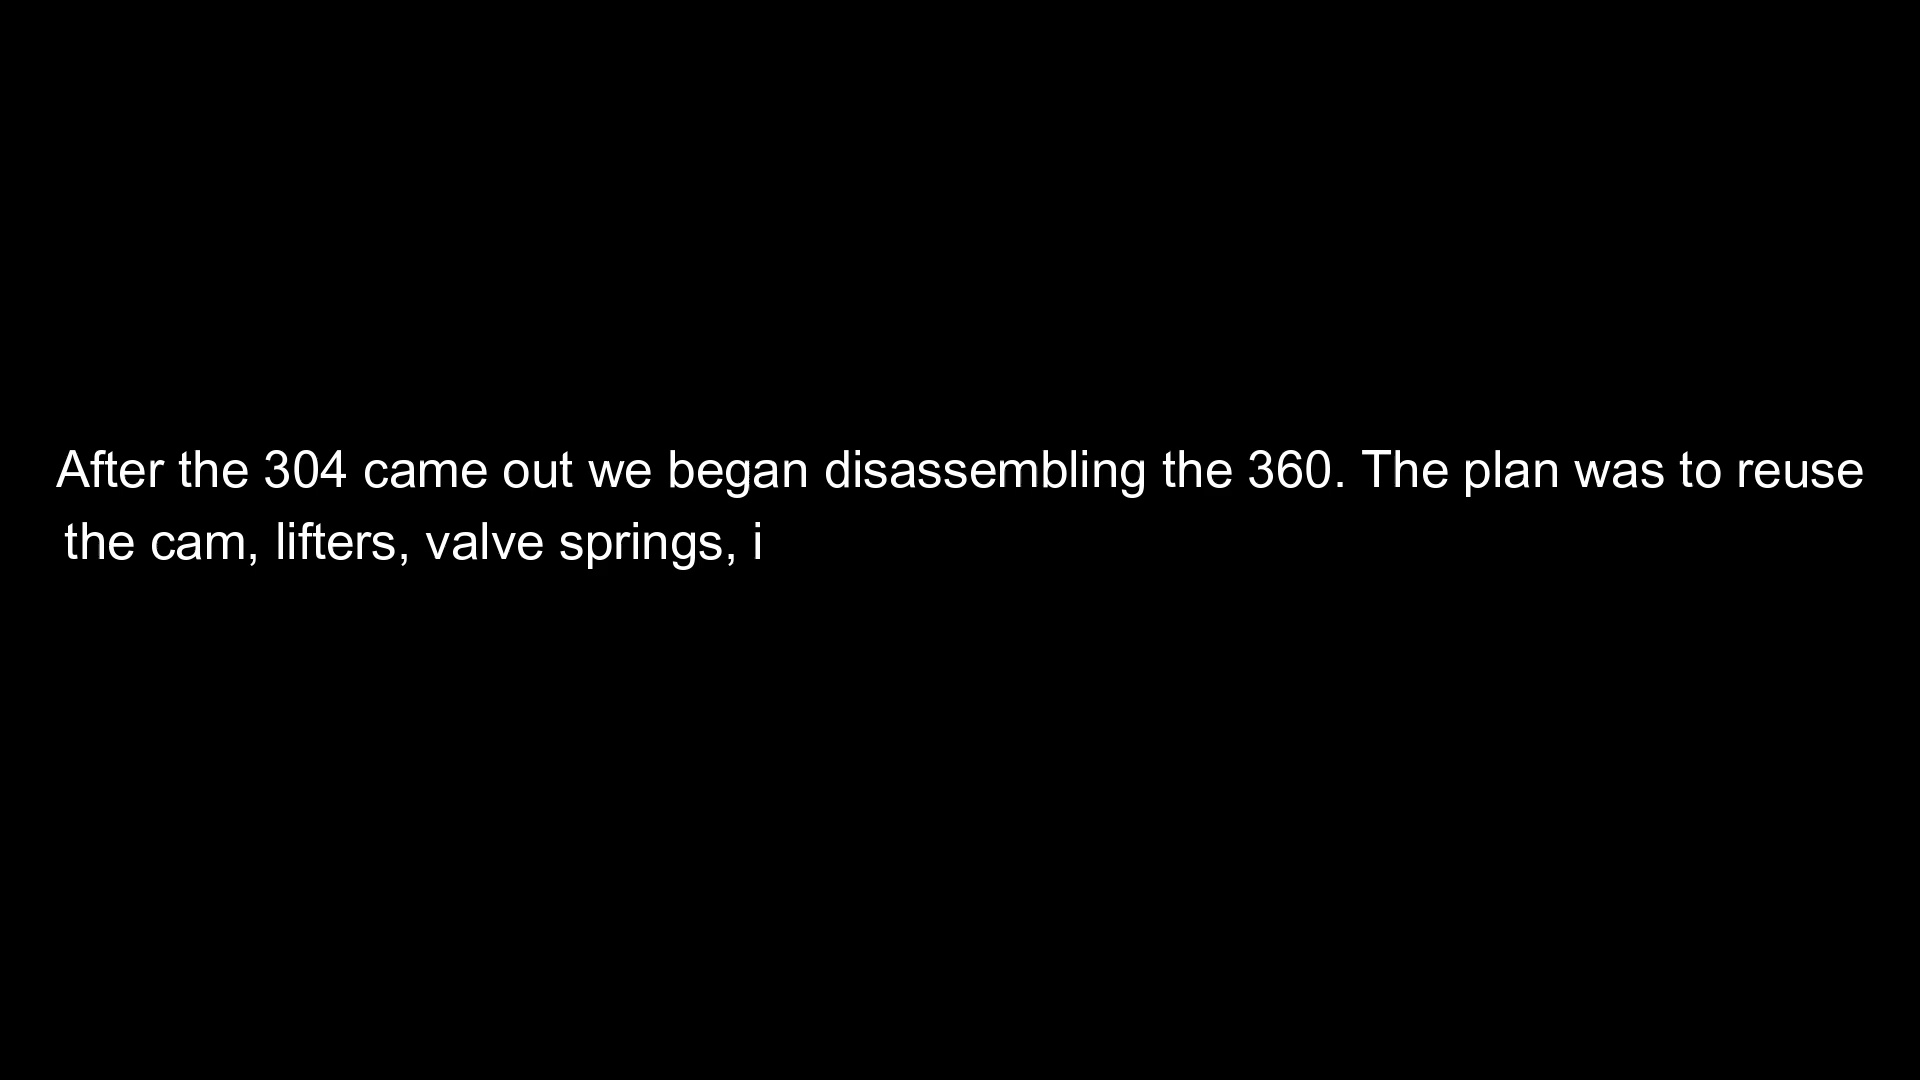 After the 304 came out we began disassembling the 360. The plan was to reuse
the cam, lifters, valve springs, i